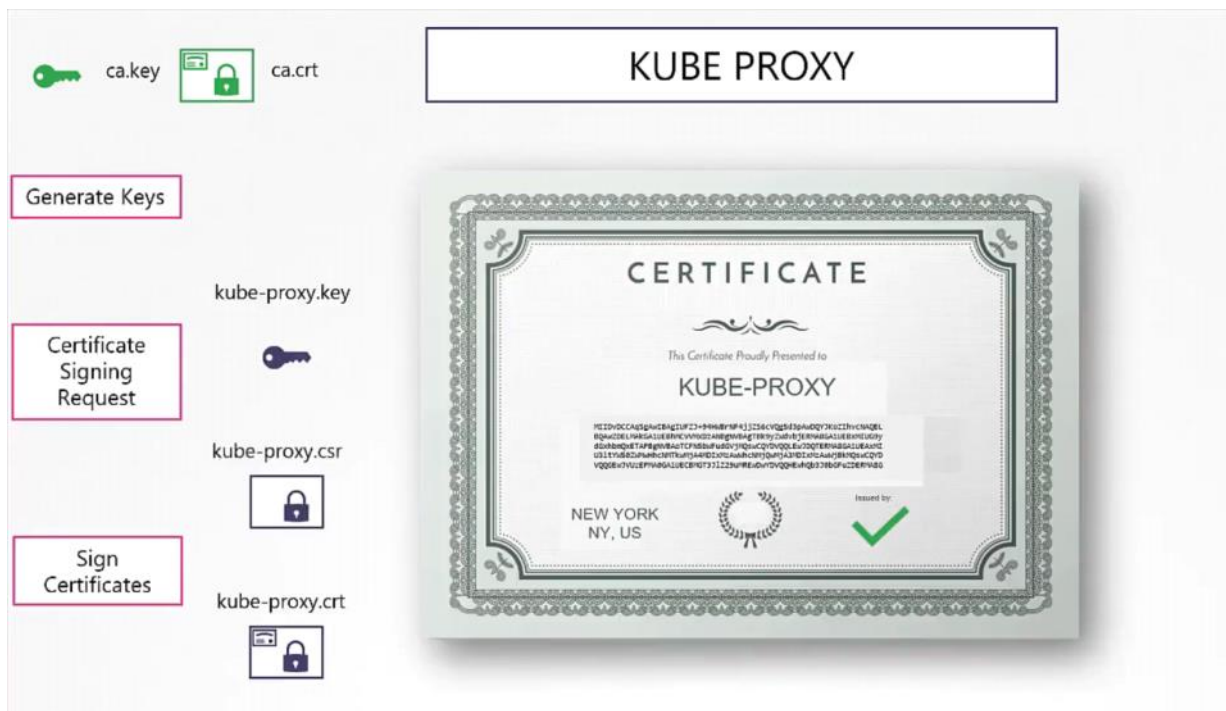 ca.key
ca.crt
KUBE PROXY
Generate Keys
kube-proxy.key
Certificate
Signing
Request
kube-proxy.csr
Sign
Certificates
kube-proxy.crt
CERTIFICATE
This Certificate Proudly Presented to
KUBE-PROXY
NEW YORK
NY, US
Issued by: